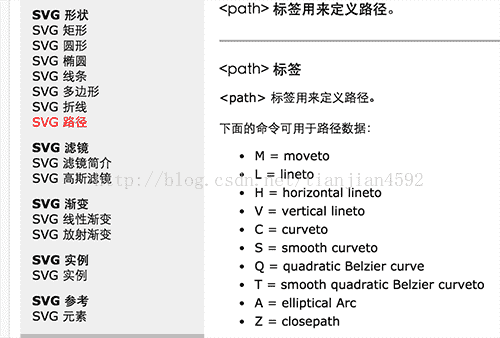 SVG 形状
SVG 矩形
SVG 圆形
SVG 椭圆
SVG 线条
SVG 多边形
SVG 折线
SVG 路径
SVG 滤镜
SVG 滤镜简介
SVG 高斯滤镜
SVG 渐变
SVG 线性渐变
SVG 放射渐变
SVG 实例
SVG 实例
SVG 参考
SVG 元素
<path> 标签用来定义路径。
<path> 标签
<path> 标签用来定义路径。
下面的命令可用于路径数据：
• M = moveto
• L = lineto
• H = horizontal lineto
• V = vertical lineto
• C = curveto
• S = smooth curveto
• Q = quadratic Belzier curve
• T = smooth quadratic Belzier curveto
• A = elliptical Arc
• Z = closepath
http://blog.csdn.net/tianjian4592